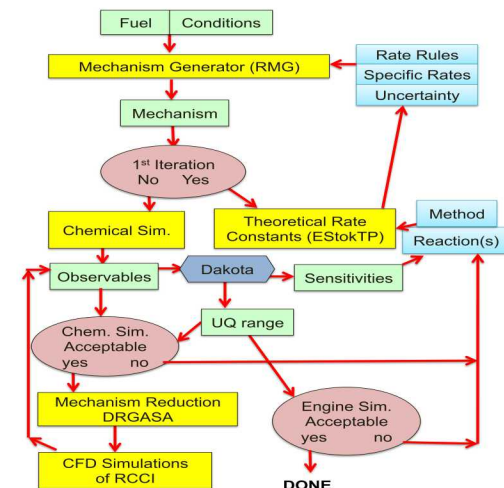 Fuel
Conditions
Mechanism Generator (RMG)
Rate Rules
Specific Rates
Uncertainty
Mechanism
1st Iteration
No Yes
Chemical Sim.
Theoretical Rate
Constants (EStokTP)
Method
Reaction(s)
Observables
Dakota
Sensitivities
UQ range
Chem. Sim.
Acceptable
yes no
Mechanism Reduction
DRGASA
Engine Sim.
Acceptable
yes no
CFD Simulations
of RCCI
DONE